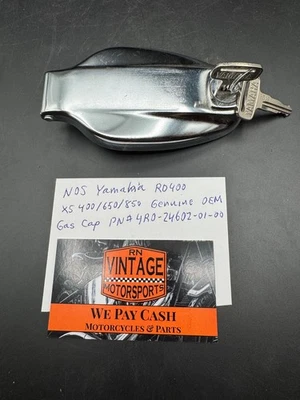 YAMAHA
NOS Yamaha RD400
XS 400/650/850 Genuine OEM
Gas Cap PN# 4R0-24602-01-00
RN
VINTAGE
MOTORSPORTS
WE PAY CASH
MOTORCYCLES & PARTS